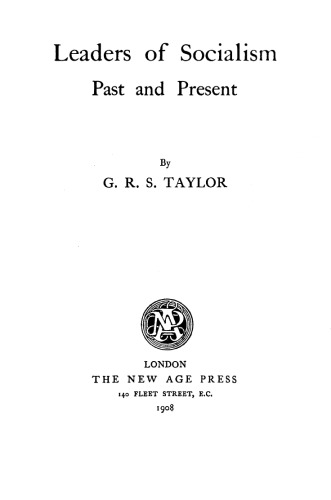 Leaders of Socialism
Past and Present
By
G. R. S. TAYLOR
LONDON
THE NEW AGE PRESS
140 FLEET STREET, E.C.
1908